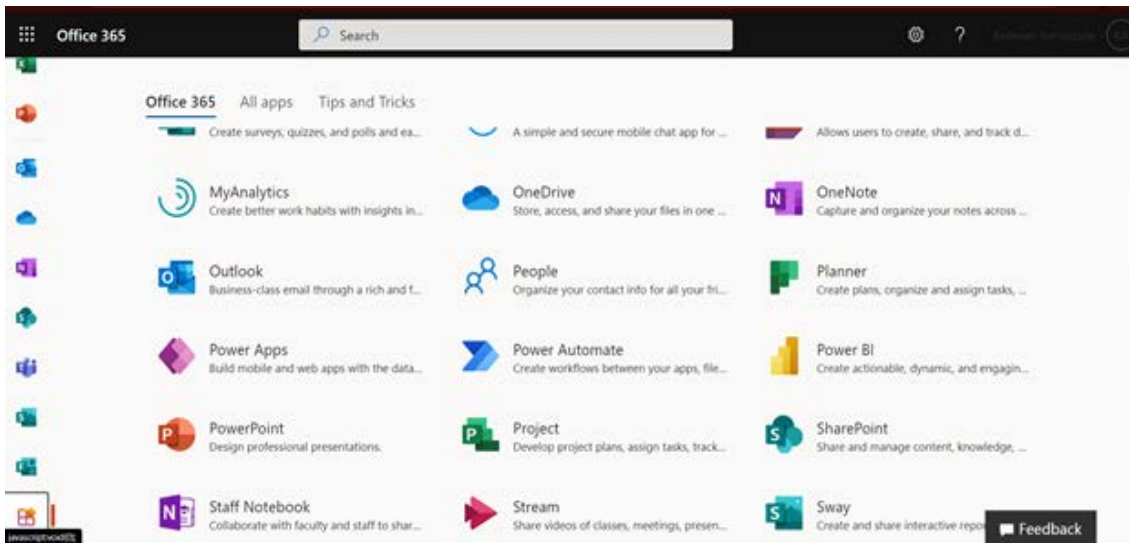 Office 365
Search
?
Office 365 All apps Tips and Tricks
Create surveys, quizzes, and polls and ea...
A simple and secure mobile chat app for ...
Allows users to create, share, and track d...
MyAnalytics
Create better work habits with insights in...
OneDrive
Store, access, and share your files in one ...
OneNote
Capture and organize your notes across ...
Outlook
Business-class email through a rich and f...
People
Organize your contact info for all your fri...
Planner
Create plans, organize and assign tasks, ...
Power Apps
Build mobile and web apps with the data...
Power Automate
Create workflows between your apps, file...
Power BI
Create actionable, dynamic, and engagin...
PowerPoint
Design professional presentations.
Project
Develop project plans, assign tasks, track...
SharePoint
Share and manage content, knowledge, ...
Staff Notebook
Collaborate with faculty and staff to shar...
Stream
Share videos of classes, meetings, presen...
Sway
Create and share interactive repo
Feedback